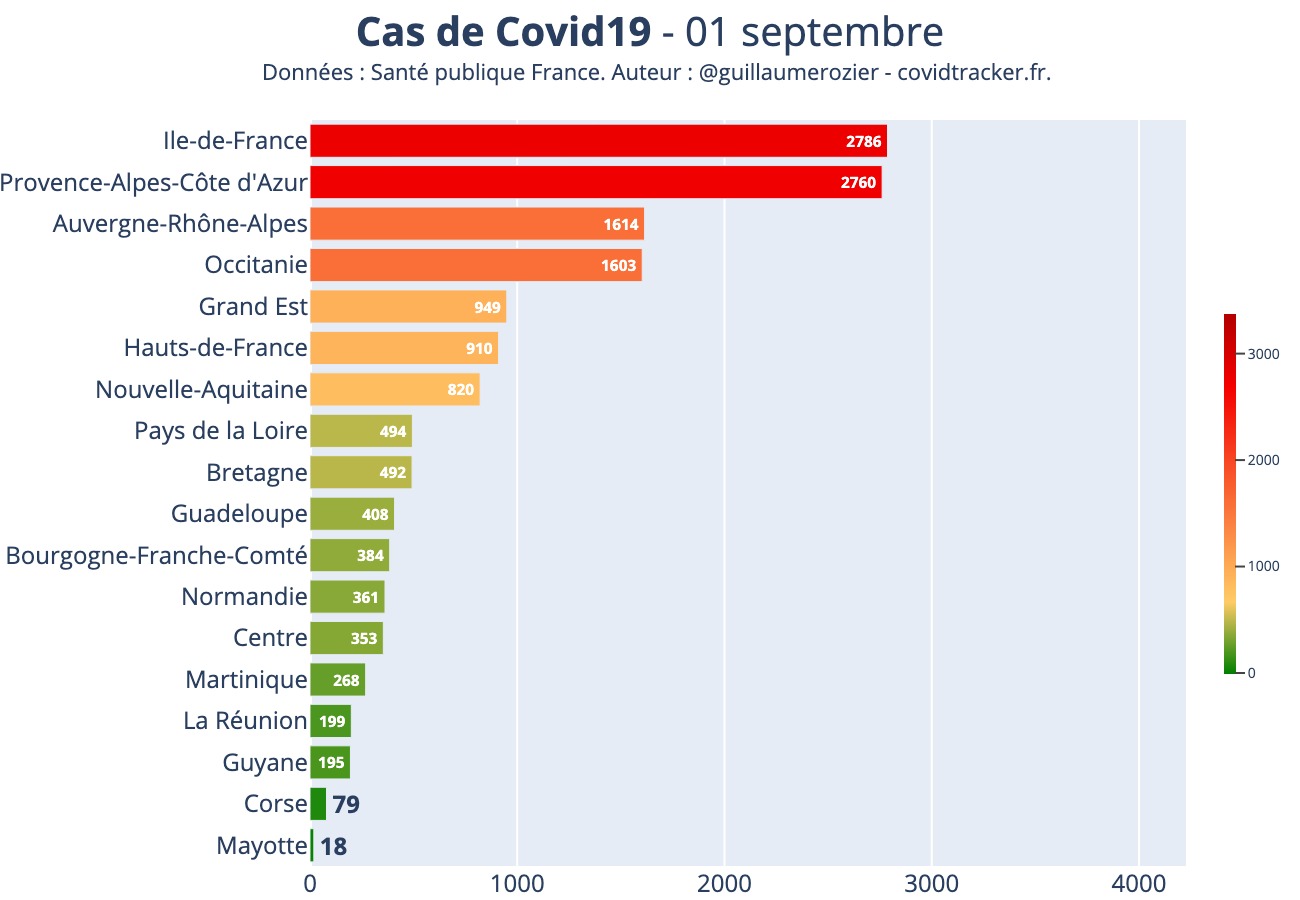 Cas de Covid19 - 01 septembre
Données : Santé publique France. Auteur : @guillaumerozier - covidtracker.fr.
Ile-de-France 2786
Provence-Alpes-Côte d'Azur 2760
Auvergne-Rhône-Alpes 1614
Occitanie 1603
Grand Est 949
Hauts-de-France 910
Nouvelle-Aquitaine 820
Pays de la Loire 494
Bretagne 492
Guadeloupe 408
Bourgogne-Franche-Comté 384
Normandie 361
Centre 353
Martinique 268
La Réunion 199
Guyane 195
Corse 79
Mayotte 18
0 1000 2000 3000 4000
3000
2000
1000
0